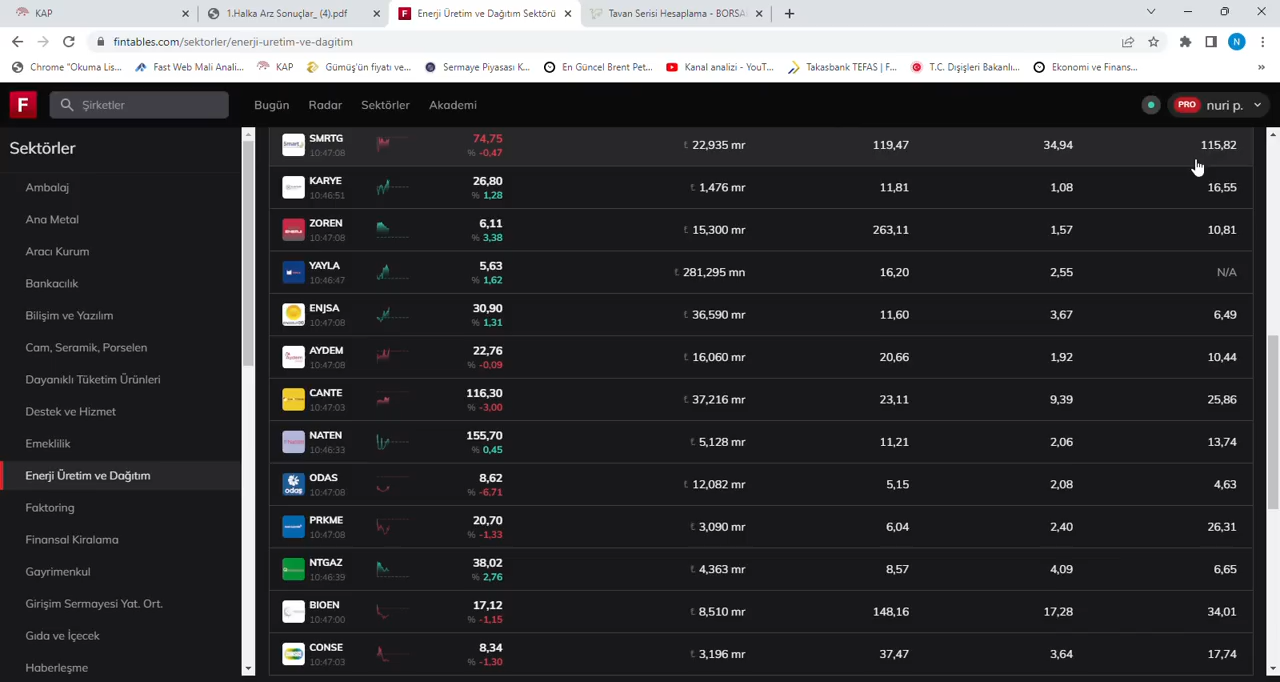 KAP
1.Halka Arz Sonuçlar_ (4).pdf
Enerji Üretim ve Dağıtım Sektörü
Tavan Serisi Hesaplama - BORSA
fintables.com/sektorler/enerji-uretim-ve-dagitim
N
Chrome "Okuma Lis...
Fast Web Mali Anali...
KAP
Gümüş'ün fiyatı ve...
Sermaye Piyasası K...
En Güncel Brent Pet...
Kanal analizi - YouT...
Takasbank TEFAS | F...
T.C. Dışişleri Bakanlı...
Ekonomi ve Finans...
F
Şirketler
Bugün
Radar
Sektörler
Akademi
PRO
nuri p.
Sektörler
Ambalaj
Ana Metal
Aracı Kurum
Bankacılık
Bilişim ve Yazılım
Cam, Seramik, Porselen
Dayanıklı Tüketim Ürünleri
Destek ve Hizmet
Emeklilik
Enerji Üretim ve Dağıtım
Faktoring
Finansal Kiralama
Gayrimenkul
Girişim Sermayesi Yat. Ort.
Gıda ve İçecek
Haberleşme
SMRTG 74,75 ₺ 22,935 mr 119,47 34,94 115,82
10:47:08 % -0,47
KARYE 26,80 ₺ 1,476 mr 11,81 1,08 16,55
10:46:51 % 1,28
ZOREN 6,11 ₺ 15,300 mr 263,11 1,57 10,81
10:47:08 % 3,38
YAYLA 5,63 ₺ 281,295 mn 16,20 2,55 N/A
10:46:47 % 1,62
ENJSA 30,90 ₺ 36,590 mr 11,60 3,67 6,49
10:47:08 % 1,31
AYDEM 22,76 ₺ 16,060 mr 20,66 1,92 10,44
10:47:08 % -0,09
CANTE 116,30 ₺ 37,216 mr 23,11 9,39 25,86
10:47:03 % -3,00
NATEN 155,70 ₺ 5,128 mr 11,21 2,06 13,74
10:46:33 % 0,45
ODAS 8,62 ₺ 12,082 mr 5,15 2,08 4,63
10:47:08 % -6,71
odaş
PRKME 20,70 ₺ 3,090 mr 6,04 2,40 26,31
10:47:08 % -1,33
NTGAZ 38,02 ₺ 4,363 mr 8,57 4,09 6,65
10:46:39 % 2,76
BIOEN 17,12 ₺ 8,510 mr 148,16 17,28 34,01
10:47:00 % -1,15
CONSE 8,34 ₺ 3,196 mr 37,47 3,64 17,74
10:47:03 % -1,30